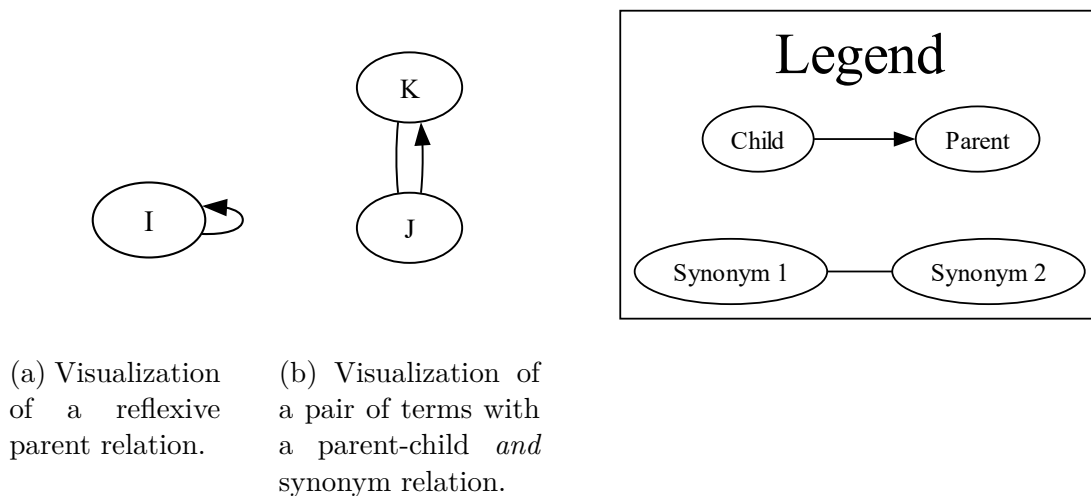 K
I
J
Legend
Child Parent
Synonym 1 Synonym 2
(a) Visualization
of a reflexive
parent relation.
(b) Visualization of
a pair of terms with
a parent-child and
synonym relation.